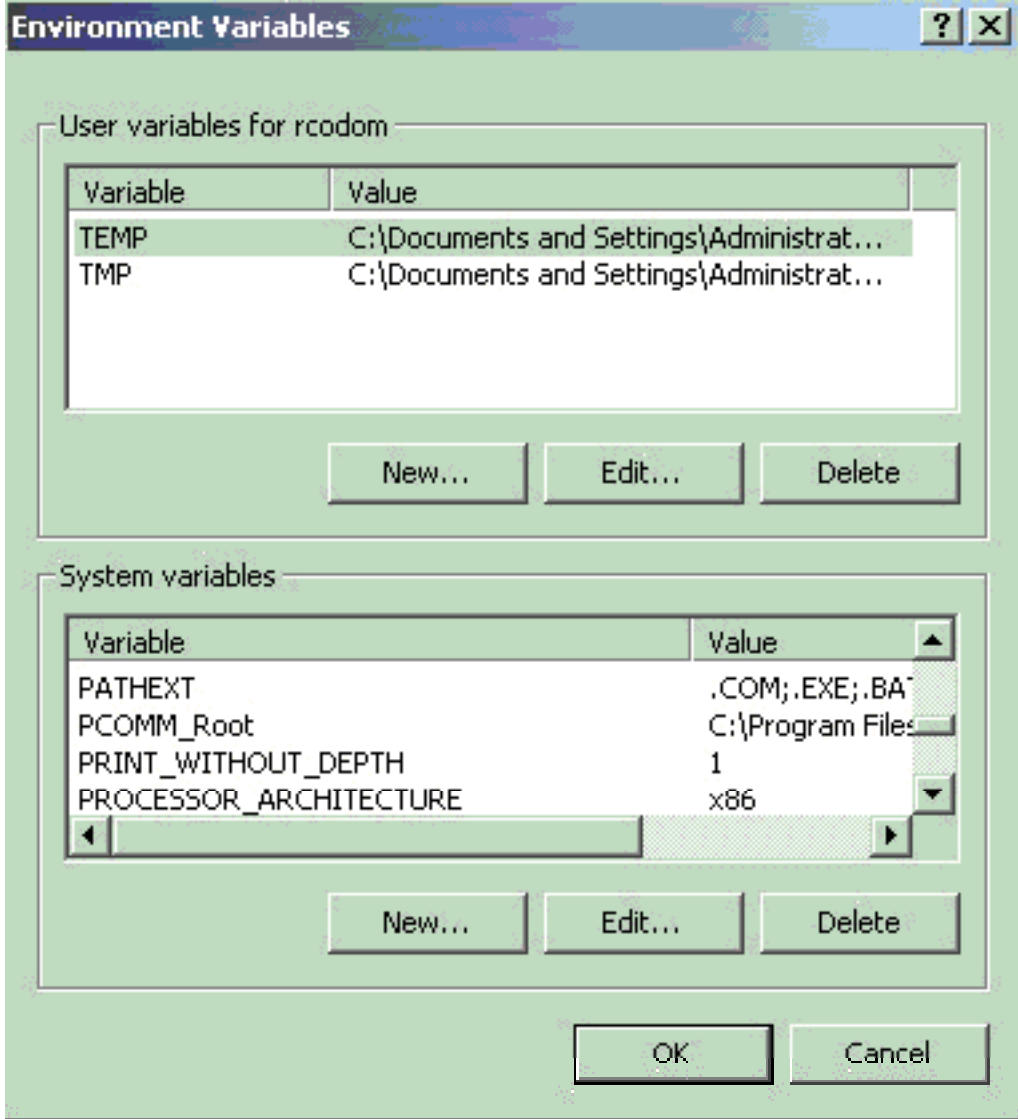 Environment Variables ? X
User variables for rcodom
Variable Value
TEMP C:\Documents and Settings\Administrat...
TMP C:\Documents and Settings\Administrat...
New... Edit... Delete
System variables
Variable Value
PATHEXT .COM;.EXE;.BAT
PCOMM_Root C:\Program Files
PRINT_WITHOUT_DEPTH 1
PROCESSOR_ARCHITECTURE x86
New... Edit... Delete
OK Cancel